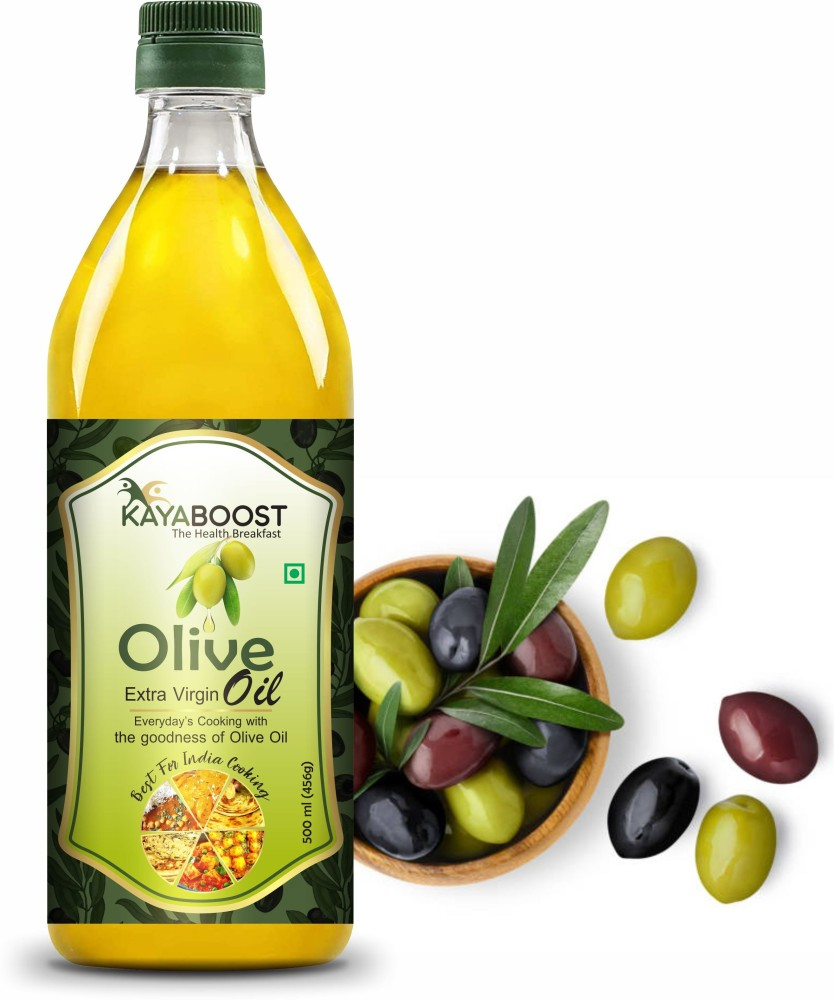 KAYABOOST
The Health Breakfast
Olive
Extra Virgin Oil
Everyday's Cooking with
the goodness of Olive Oil
Best For India Cooking
500 ml (456g)